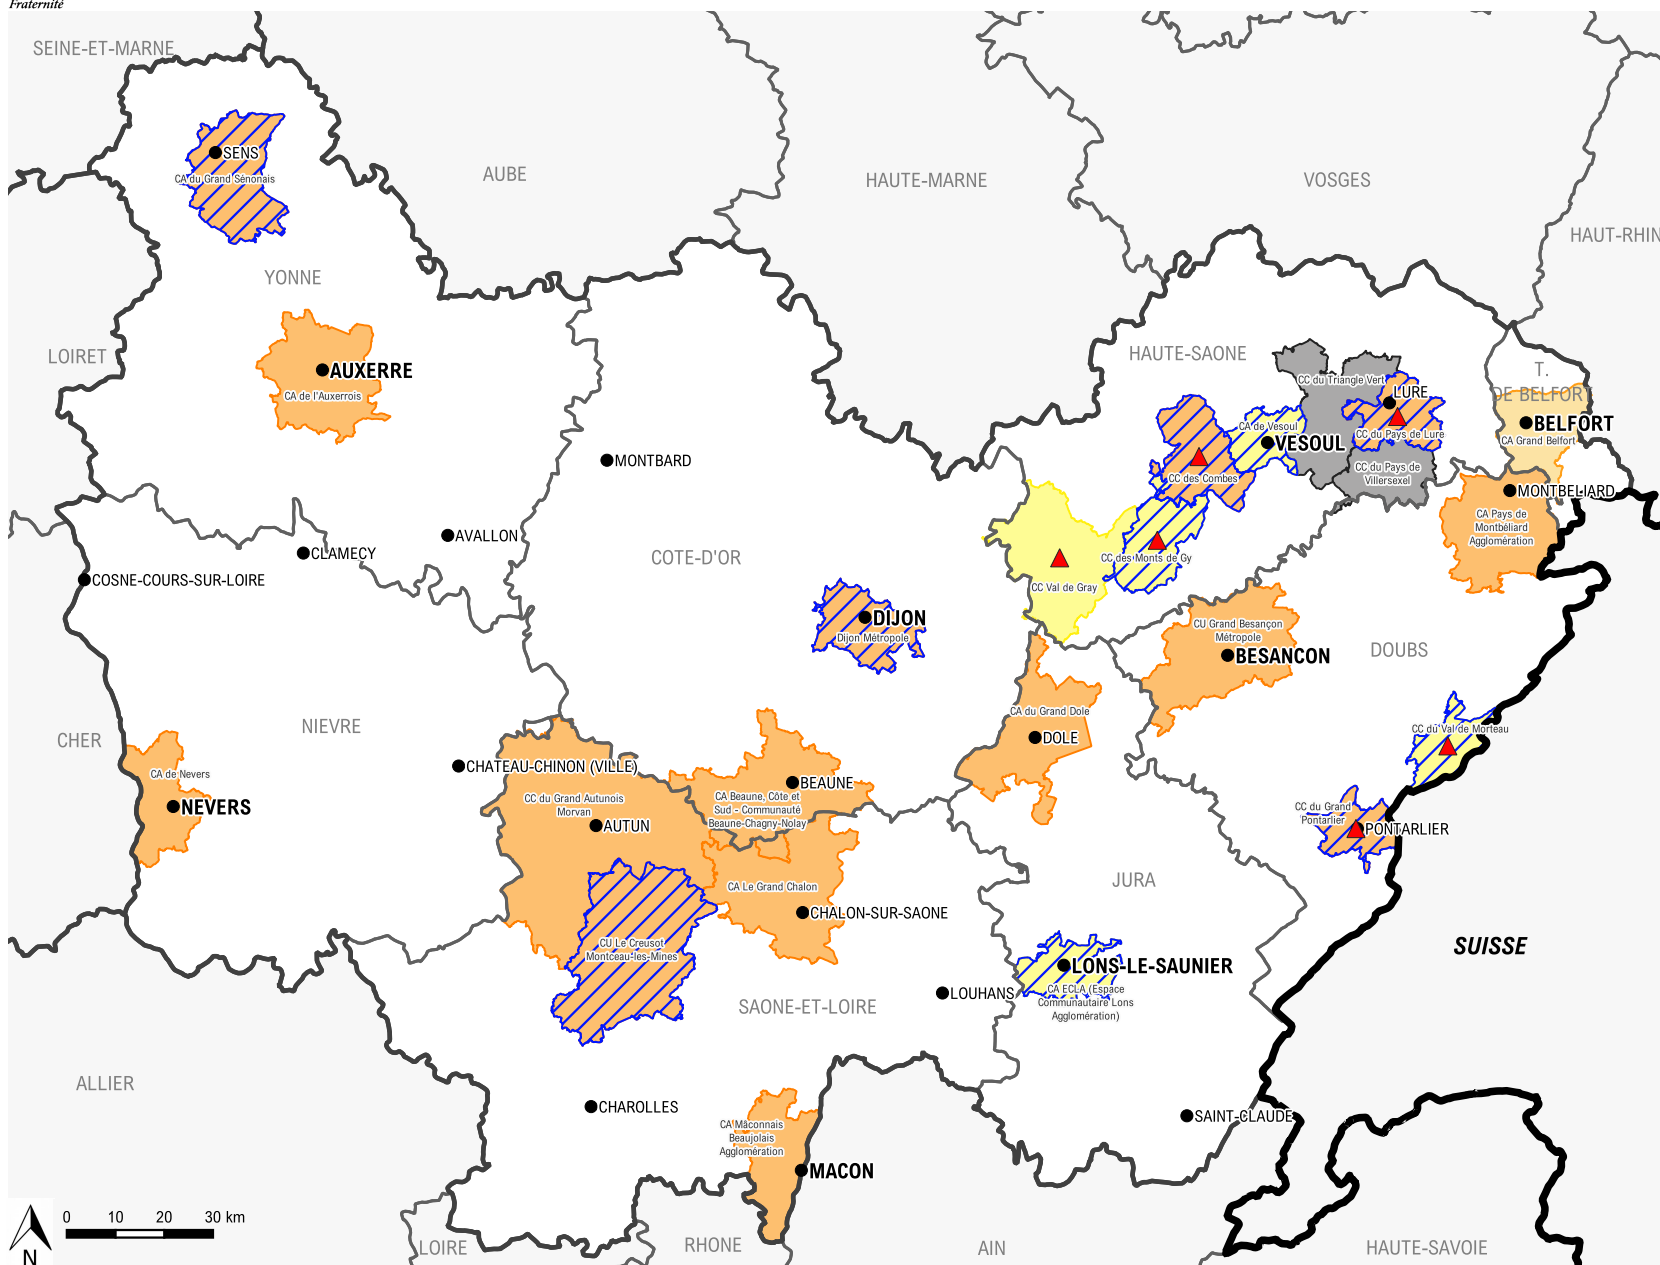 Fraternité
SEINE-ET-MARNE
AUBE
HAUTE-MARNE
VOSGES
HAUT-RHIN
SENS
CA du Grand Sénonais
YONNE
LOIRET
AUXERRE
CA de l'Auxerrois
HAUTE-SAONE
CC du Triangle Vert
LURE
CC du Pays de Lure
T.
DE BELFORT
BELFORT
CA Grand Belfort
CA de Vesoul
VESOUL
CC des Combes
CC du Pays de
Villersexel
MONTBELIARD
CA Pays de
Montbéliard
Agglomération
MONTBARD
AVALLON
CLAMECY
COSNE-COURS-SUR-LOIRE
COTE-D'OR
CC des Monts de Gy
CC Val de Gray
DIJON
Dijon Métropole
CU Grand Besançon
Métropole
BESANCON
DOUBS
CA du Grand Dole
DOLE
CC du Val de Morteau
CHER
NIEVRE
CA de Nevers
NEVERS
CHATEAU-CHINON (VILLE)
CC du Grand Autunois
Morvan
AUTUN
BEAUNE
CA Beaune, Côte et
Sud - Communauté
Beaune-Chagny-Nolay
CC du Grand
Pontarlier
PONTARLIER
CA Le Grand Chalon
CHALON-SUR-SAONE
JURA
CU Le Creusot
Montceau-les-Mines
SUISSE
LONS-LE-SAUNIER
CA ECLA (Espace
Communautaire Lons
Agglomération)
LOUHANS
SAONE-ET-LOIRE
ALLIER
CHAROLLES
CA Mâconnais
Beaujolais
Agglomération
MACON
SAINT-CLAUDE
0 10 20 30 km
N
LOIRE
RHONE
AIN
HAUTE-SAVOIE